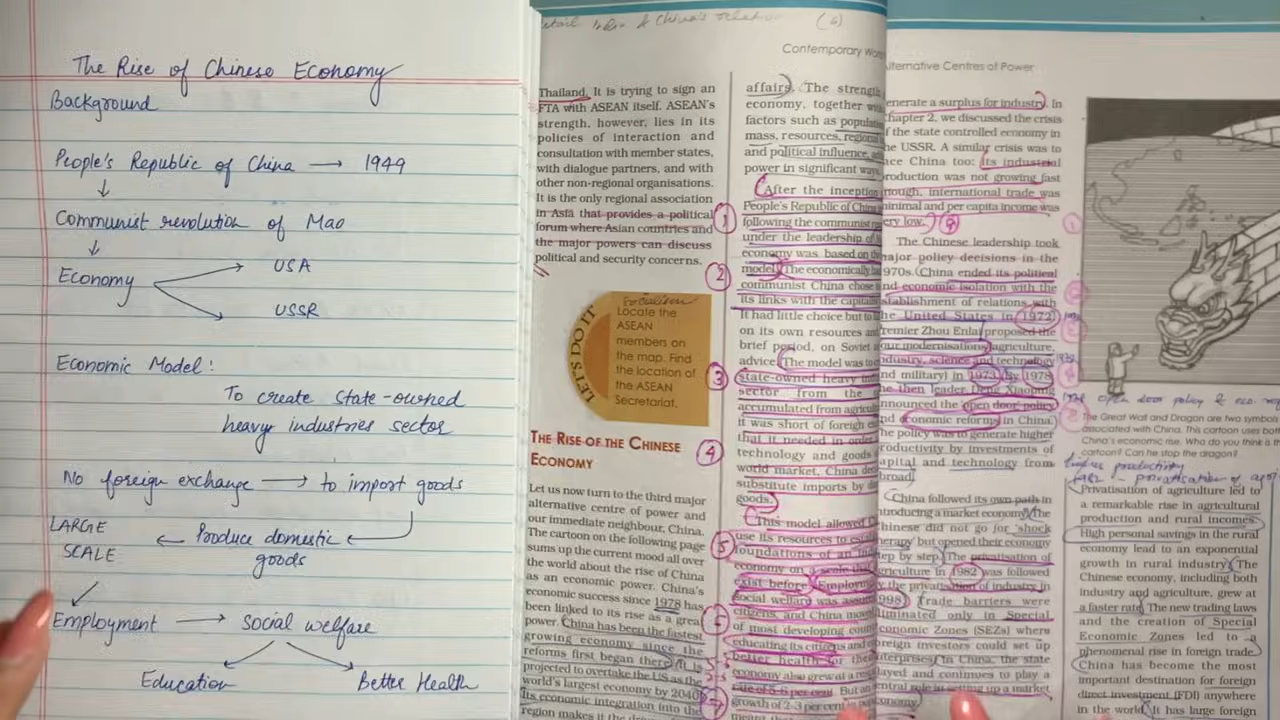 The Rise of Chinese Economy
Background
People's Republic of China → 1949
↓
Communist revolution of Mao
↓
Economy → USA
→ USSR
Economic Model :
To create State-owned
heavy industries sector
No foreign exchange → to import goods
LARGE SCALE ← Produce domestic
goods
Employment → Social welfare
Education Better Health
(6)
Thailand. It is trying to sign an
FTA with ASEAN itself. ASEAN's
strength, however, lies in its
policies of interaction and
consultation with member states,
with dialogue partners, and with
other non-regional organisations.
It is the only regional association
in Asia that provides a political
forum where Asian countries and
the major powers can discuss
political and security concerns.
LET'S DO IT
Locate the
ASEAN
members on
the map. Find
the location of
the ASEAN
Secretariat.
THE RISE OF THE CHINESE
ECONOMY
Let us now turn to the third major
alternative centre of power and
our immediate neighbour, China.
The cartoon on the following page
sums up the current mood all over
the world about the rise of China
as an economic power. China's
economic success since 1978 has
been linked to its rise as a great
power. China has been the fastest
growing economy since the
reforms first began there. It is
projected to overtake the US as the
world's largest economy by 2040.
Its economic integration into the
region makes it the
Contemporary
affairs. The strength
economy, together
factors such as
mass, resources, regional
and political influence,
power in significant ways.
After the inception
People's Republic of China
following the communist
under the leadership of
economy was based on the
model. The economically
communist China chose
its links with the
It had little choice but to
on its own resources and
brief period, on Soviet
advice. The model was to
state-owned heavy
sector from the
accumulated from
it was short of foreign
that it needed in order
technology and goods
world market, China
substitute imports by
goods.
This model allowed
use its resources to
foundations of an
economy on a scale
exist before.
Social welfare was
citizens, and China
of most developing
educating its citizens and
better health for
economy also grew at
rate of 5-6 per cent. But
growth of 2-3 per cent in
Alternative Centres of Power
generate a surplus for industry. In
Chapter 2, we discussed the crisis
of the state controlled economy in
the USSR. A similar crisis was to
face China too: its industrial
production was not growing fast
enough, international trade was
minimal and per capita income was
very low.
The Chinese leadership took
major policy decisions in the
1970s. China ended its political
and economic isolation with the
establishment of relations with
the United States in 1972.
Premier Zhou Enlai proposed the
four modernisations (agriculture,
industry, science and technology
and military) in 1973. By 1978,
the then leader Deng Xiaoping
announced the open door policy
and economic reforms in China.
The policy was to generate higher
productivity by investments of
capital and technology from
abroad.
China followed its own path in
introducing a market economy. The
Chinese did not go for 'shock
therapy' but opened their economy
step by step. The privatisation of
agriculture in 1982 was followed
by the privatisation of industry in
1998. Trade barriers were
eliminated only in Special
Economic Zones (SEZs) where
foreign investors could set up
enterprises. In China, the state
played and continues to play a
central role in setting up a market
economy.
The Great Wall and Dragon are two symbols
associated with China. This cartoon uses both
China's economic rise. Who do you think is
cartoon? Can he stop the dragon?
higher productivity
1982 – privatisation of
Privatisation of agriculture led to
a remarkable rise in agricultural
production and rural incomes.
High personal savings in the rural
economy lead to an exponential
growth in rural industry. The
Chinese economy, including both
industry and agriculture, grew at
a faster rate. The new trading laws
and the creation of Special
Economic Zones led to a
phenomenal rise in foreign trade.
China has become the most
important destination for foreign
direct investment (FDI) anywhere
in the world. It has large foreign